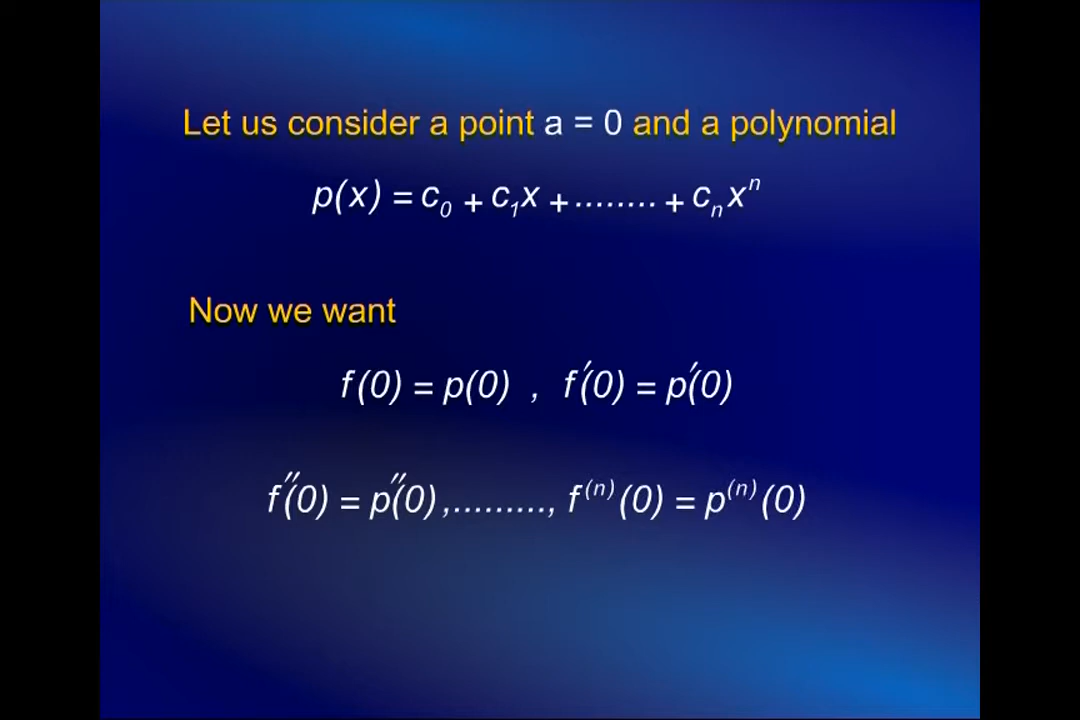 Let us consider a point a = 0 and a polynomial
p(x) = c₀ + c₁x + ........ + cₙxⁿ
Now we want
f(0) = p(0) , f′(0) = p′(0)
f″(0) = p″(0),........., f⁽ⁿ⁾(0) = p⁽ⁿ⁾(0)